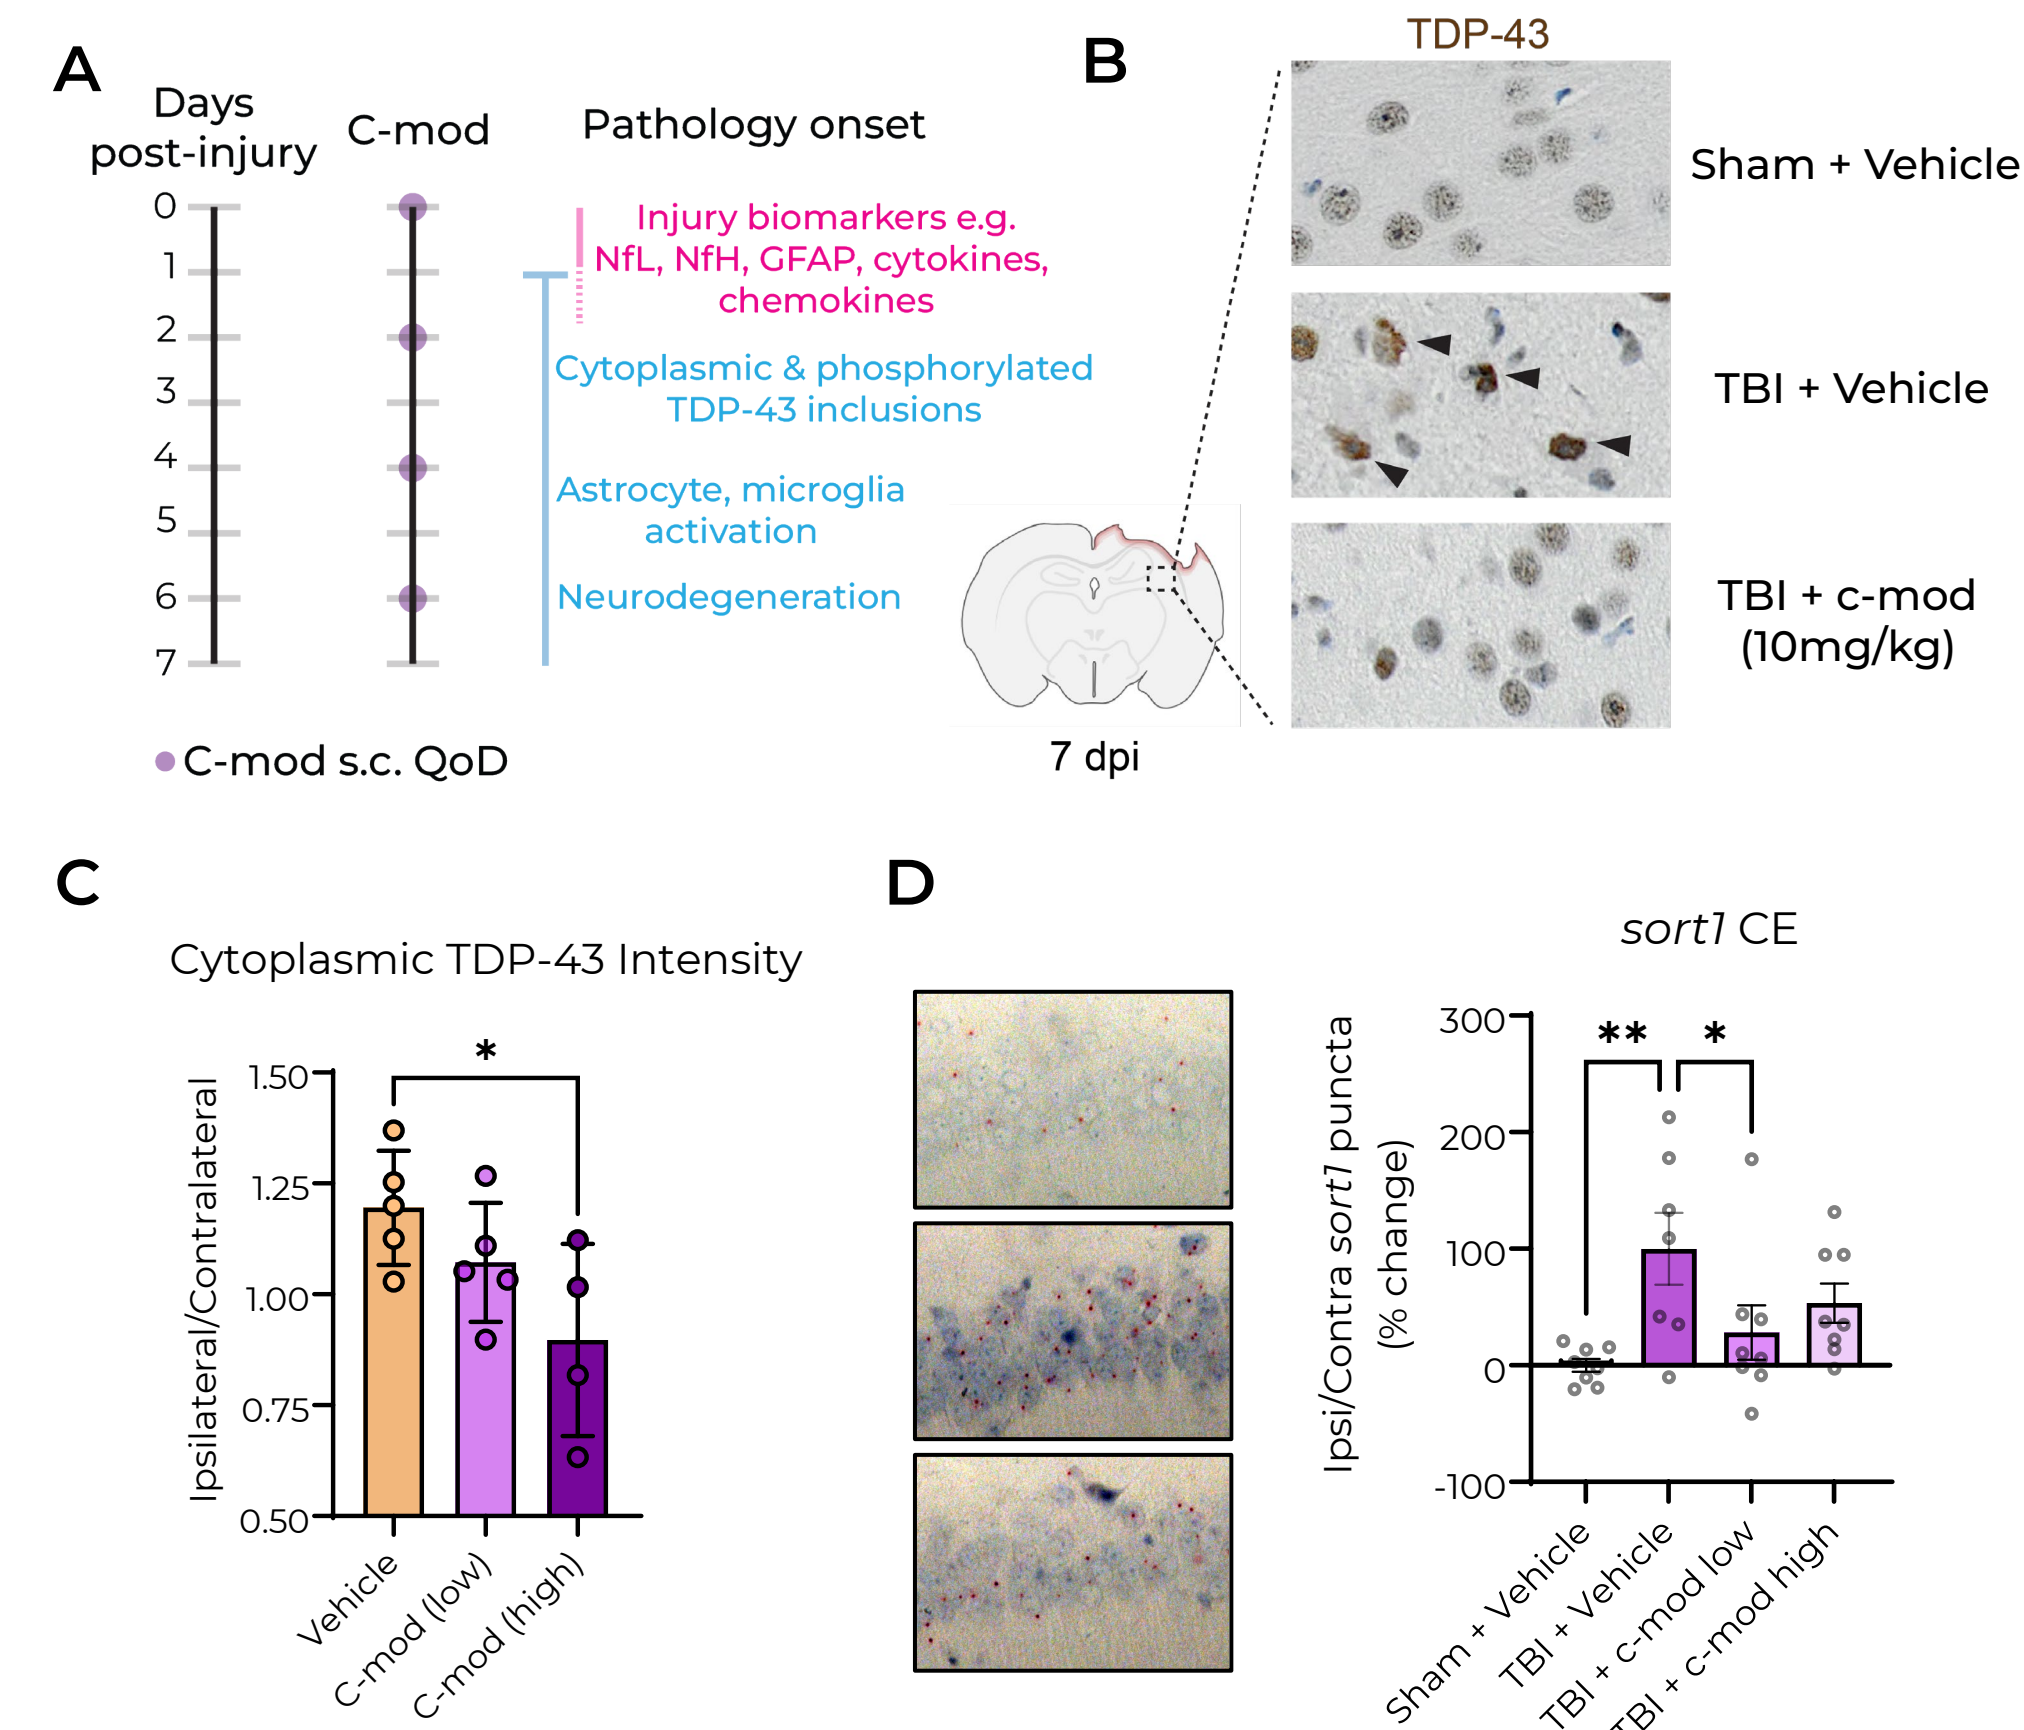 A
Days
post-injury
C-mod
Pathology onset
0
1
2
3
4
5
6
7
Injury biomarkers e.g.
NfL, NfH, GFAP, cytokines,
chemokines
Cytoplasmic & phosphorylated
TDP-43 inclusions
Astrocyte, microglia
activation
Neurodegeneration
C-mod s.c. QoD
7 dpi
B
TDP-43
Sham + Vehicle
TBI + Vehicle
TBI + c-mod
(10mg/kg)
C
Cytoplasmic TDP-43 Intensity
Ipsilateral/Contralateral
1.50
1.25
1.00
0.75
0.50
*
Vehicle
C-mod (low)
C-mod (high)
D
sort1 CE
Ipsi/Contra sort1 puncta
(% change)
300
200
100
0
-100
**
*
Sham + Vehicle
TBI + Vehicle
TBI + c-mod low
TBI + c-mod high